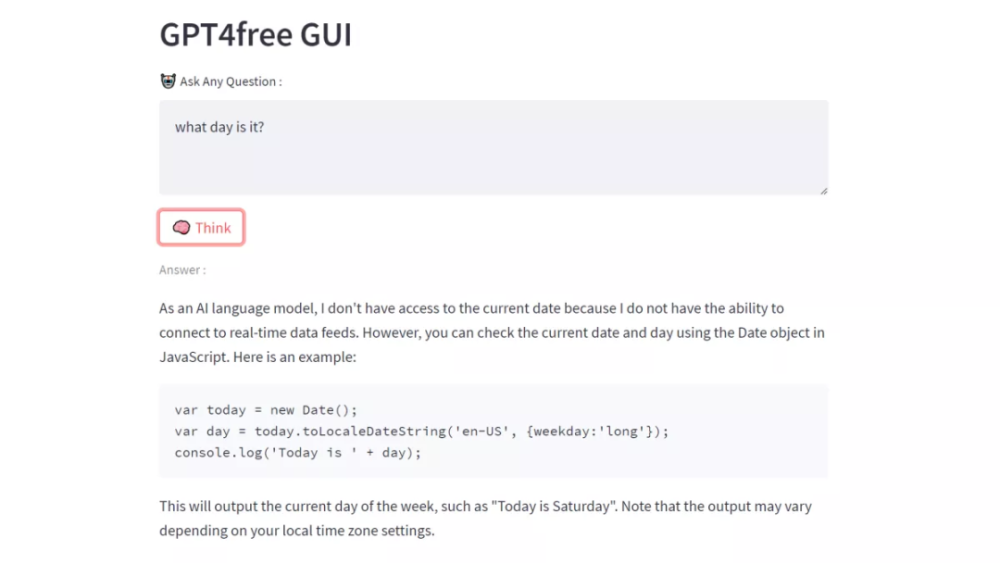 GPT4free GUI
Ask Any Question :
what day is it?
Think
Answer :
As an AI language model, I don't have access to the current date because I do not have the ability to
connect to real-time data feeds. However, you can check the current date and day using the Date object in
JavaScript. Here is an example:
var today = new Date();
var day = today.toLocaleDateString('en-US', {weekday:'long'});
console.log('Today is ' + day);
This will output the current day of the week, such as "Today is Saturday". Note that the output may vary
depending on your local time zone settings.